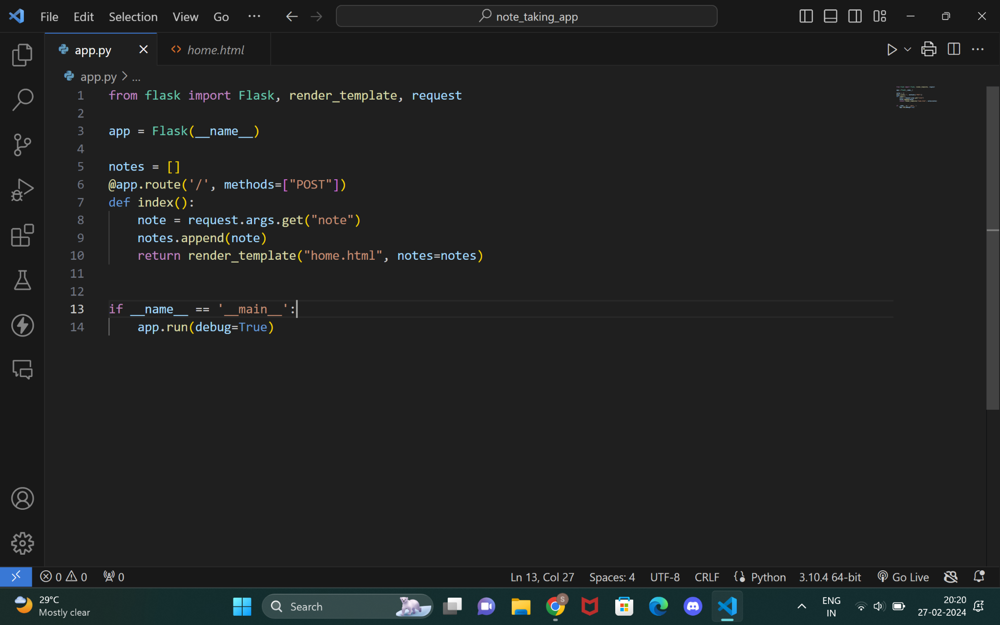 File Edit Selection View Go ··· note_taking_app
app.py home.html
app.py > ...
1 from flask import Flask, render_template, request
2
3 app = Flask(__name__)
4
5 notes = []
6 @app.route('/', methods=["POST"])
7 def index():
8     note = request.args.get("note")
9     notes.append(note)
10     return render_template("home.html", notes=notes)
11
12
13 if __name__ == '__main__':
14     app.run(debug=True)
0 0 0 Ln 13, Col 27 Spaces: 4 UTF-8 CRLF Python 3.10.4 64-bit Go Live
29°C
Mostly clear
Search
S
ENG
IN
20:20
27-02-2024